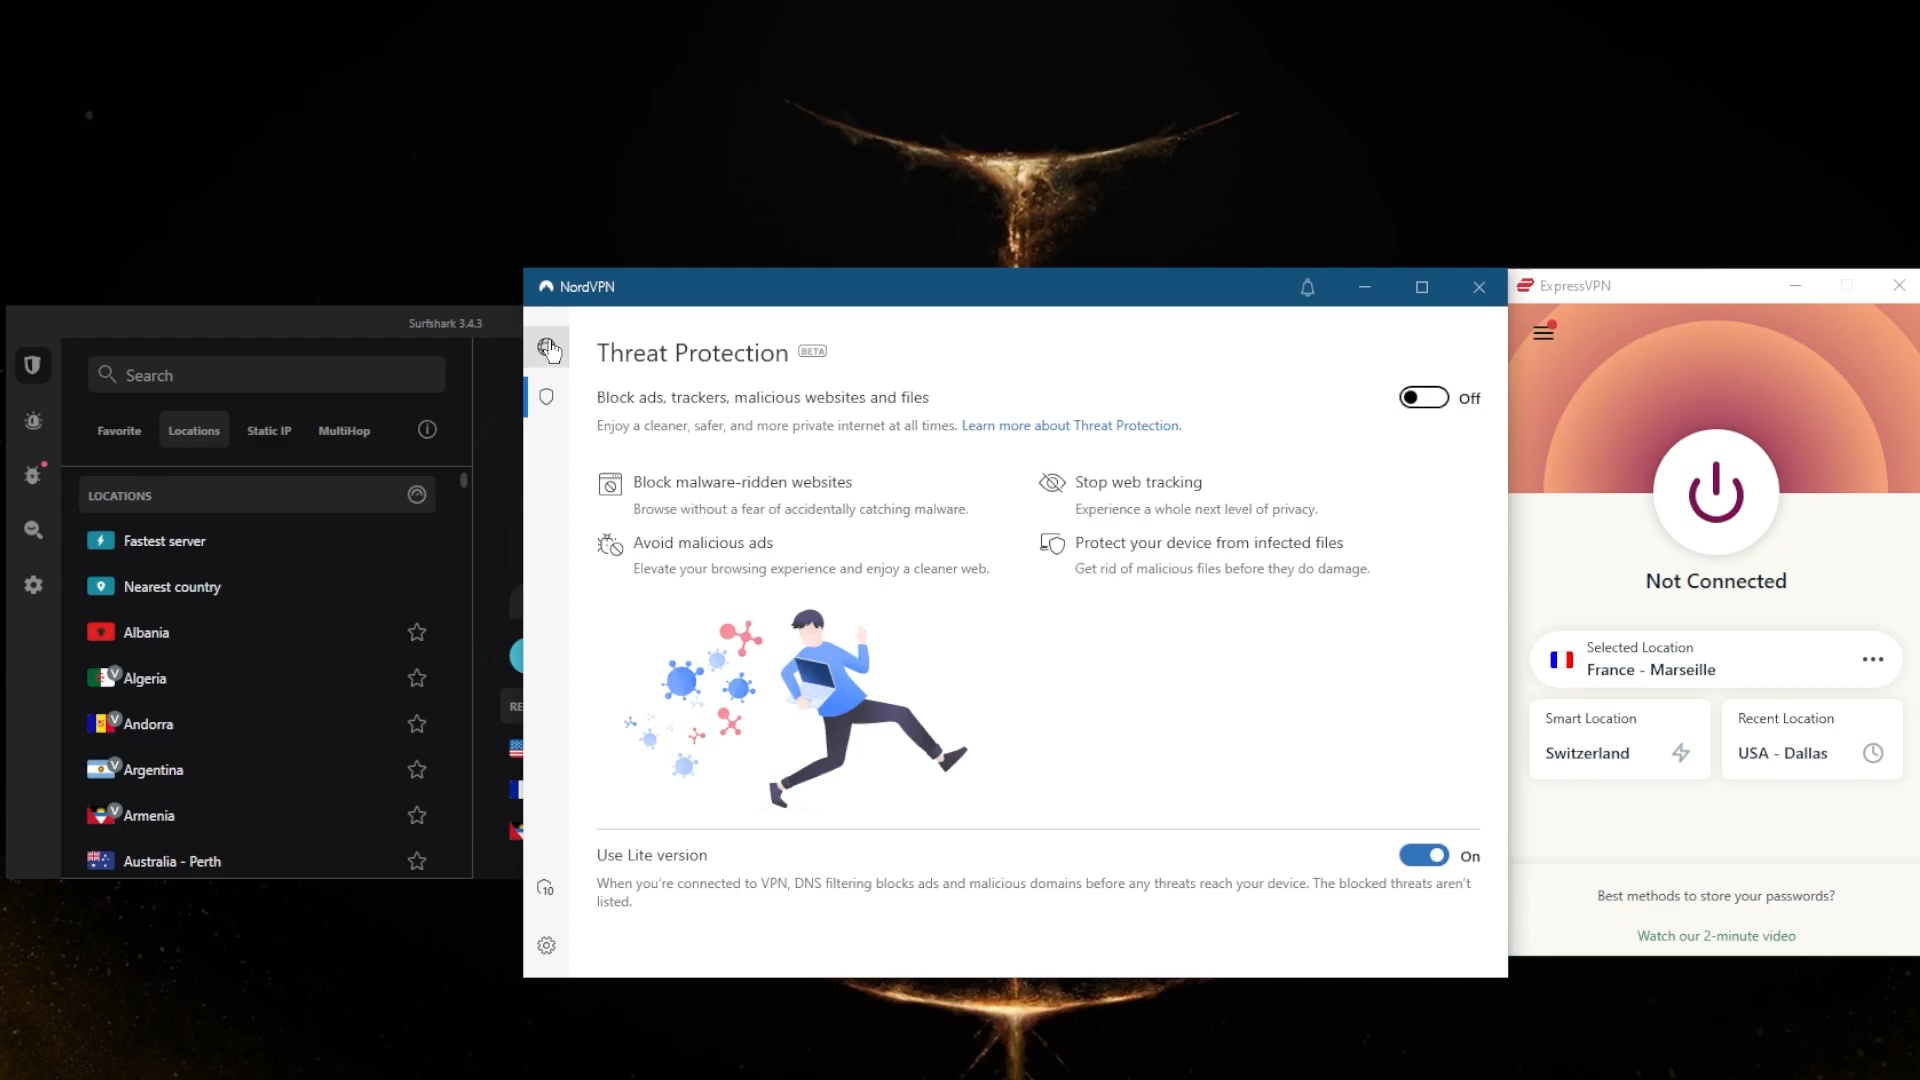 Surfshark 3.4.3
Search
Favorite
Locations
Static IP
MultiHop
LOCATIONS
Fastest server
Nearest country
Albania
V
Algeria
V
Andorra
V
Argentina
V
Armenia
Australia - Perth
RE
NordVPN
Threat Protection BETA
Block ads, trackers, malicious websites and files
Off
Enjoy a cleaner, safer, and more private internet at all times. Learn more about Threat Protection.
Block malware-ridden websites
Browse without a fear of accidentally catching malware.
Stop web tracking
Experience a whole next level of privacy.
Avoid malicious ads
Elevate your browsing experience and enjoy a cleaner web.
Protect your device from infected files
Get rid of malicious files before they do damage.
Use Lite version
On
When you're connected to VPN, DNS filtering blocks ads and malicious domains before any threats reach your device. The blocked threats aren't
listed.
10
ExpressVPN
Not Connected
Selected Location
France - Marseille
Smart Location
Switzerland
Recent Location
USA - Dallas
Best methods to store your passwords?
Watch our 2-minute video